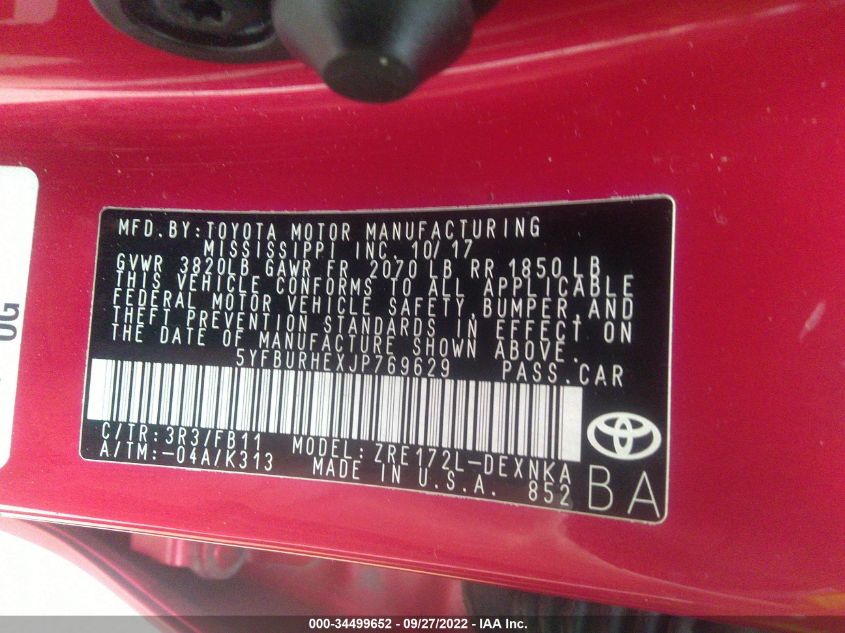 MFD.BY:TOYOTA MOTOR MANUFACTURING
MISSISSIPPI INC. 10/17
GVWR 3820LB GAWR FR 2070 LB RR 1850LB
THIS VEHICLE CONFORMS TO ALL APPLICABLE
FEDERAL MOTOR VEHICLE SAFETY,BUMPER,AND
THEFT PREVENTION STANDARDS IN EFFECT ON
THE DATE OF MANUFACTURE SHOWN ABOVE.
5YFBURHEXJP769629 PASS.CAR
C/TR:3R3/FB11 MODEL:ZRE172L-DEXNKA
A/TM:-04A/K313 MADE IN U.S.A. 852
BA
OG
000-34499652 - 09/27/2022 - IAA Inc.